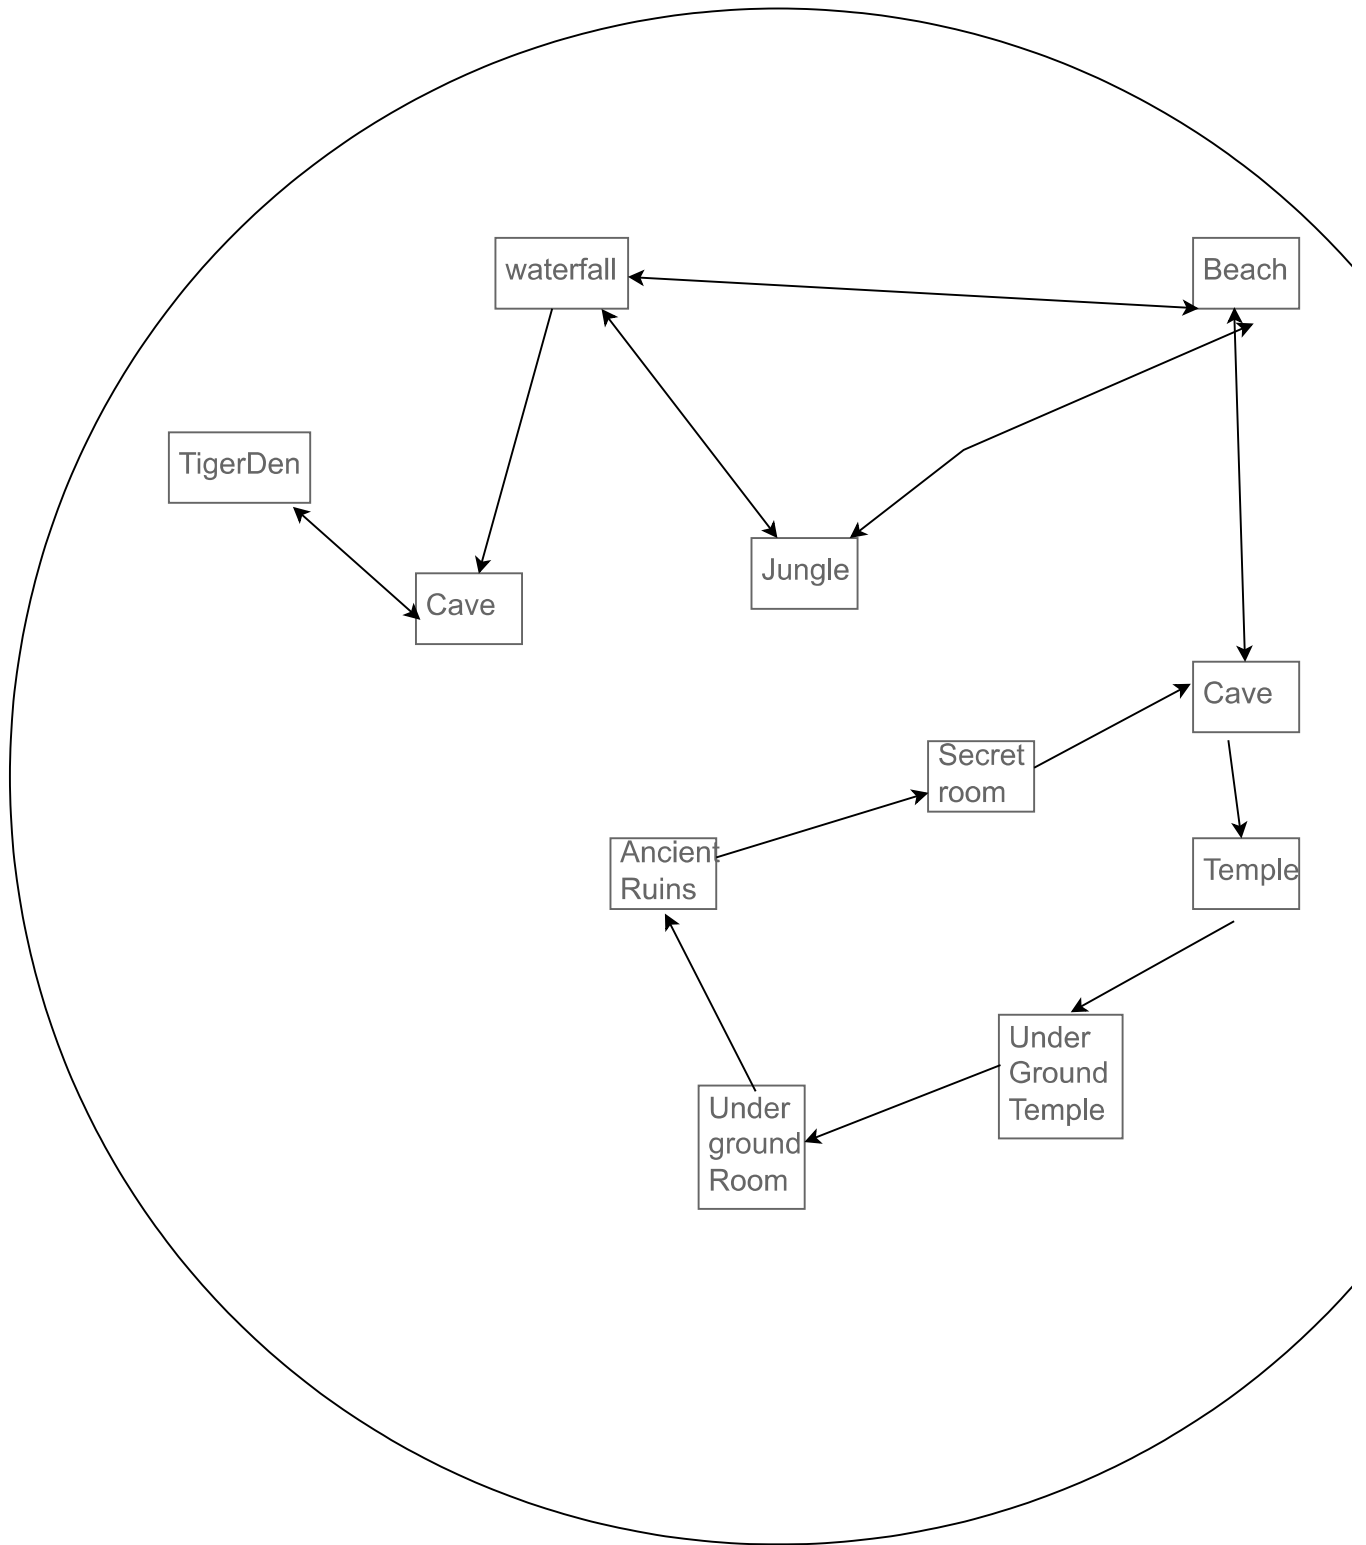 waterfall
Beach
TigerDen
Jungle
Cave
Cave
Secret
room
Ancient
Ruins
Temple
Under
Ground
Temple
Under
ground
Room